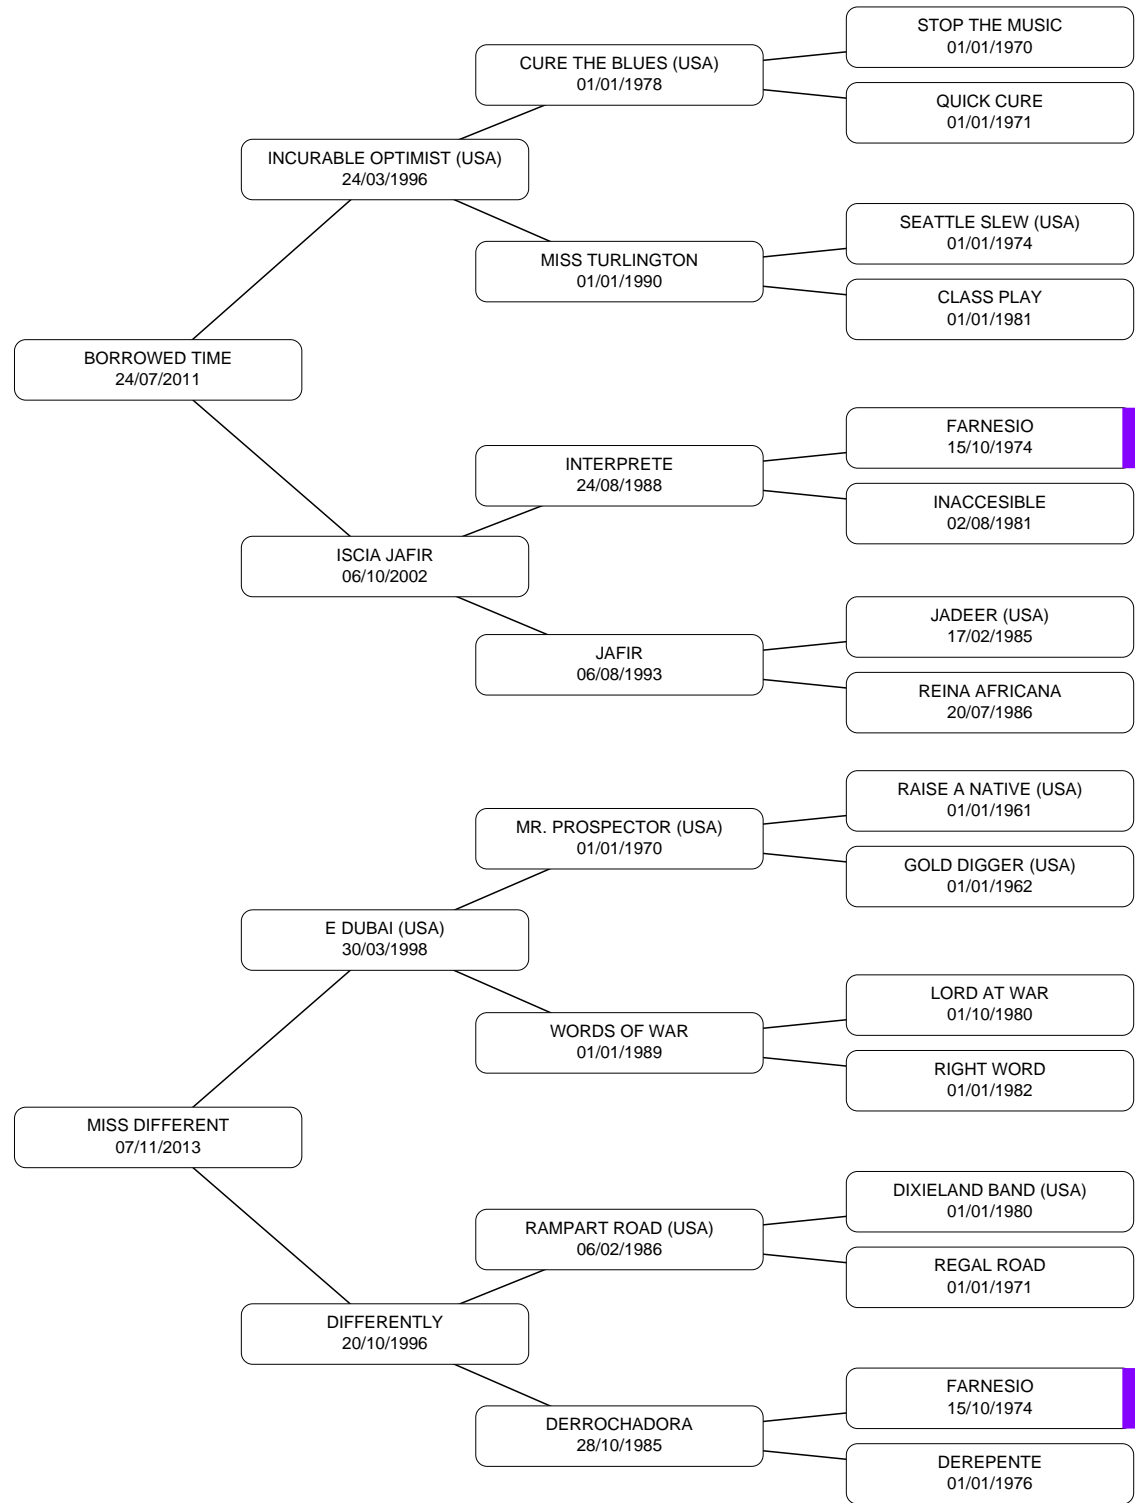 STOP THE MUSIC
01/01/1970
CURE THE BLUES (USA)
01/01/1978
QUICK CURE
01/01/1971
INCURABLE OPTIMIST (USA)
24/03/1996
SEATTLE SLEW (USA)
01/01/1974
MISS TURLINGTON
01/01/1990
CLASS PLAY
01/01/1981
BORROWED TIME
24/07/2011
FARNESIO
15/10/1974
INTERPRETE
24/08/1988
INACCESIBLE
02/08/1981
ISCIA JAFIR
06/10/2002
JADEER (USA)
17/02/1985
JAFIR
06/08/1993
REINA AFRICANA
20/07/1986
RAISE A NATIVE (USA)
01/01/1961
MR. PROSPECTOR (USA)
01/01/1970
GOLD DIGGER (USA)
01/01/1962
E DUBAI (USA)
30/03/1998
LORD AT WAR
01/10/1980
WORDS OF WAR
01/01/1989
RIGHT WORD
01/01/1982
MISS DIFFERENT
07/11/2013
DIXIELAND BAND (USA)
01/01/1980
RAMPART ROAD (USA)
06/02/1986
REGAL ROAD
01/01/1971
DIFFERENTLY
20/10/1996
FARNESIO
15/10/1974
DERROCHADORA
28/10/1985
DEREPENTE
01/01/1976